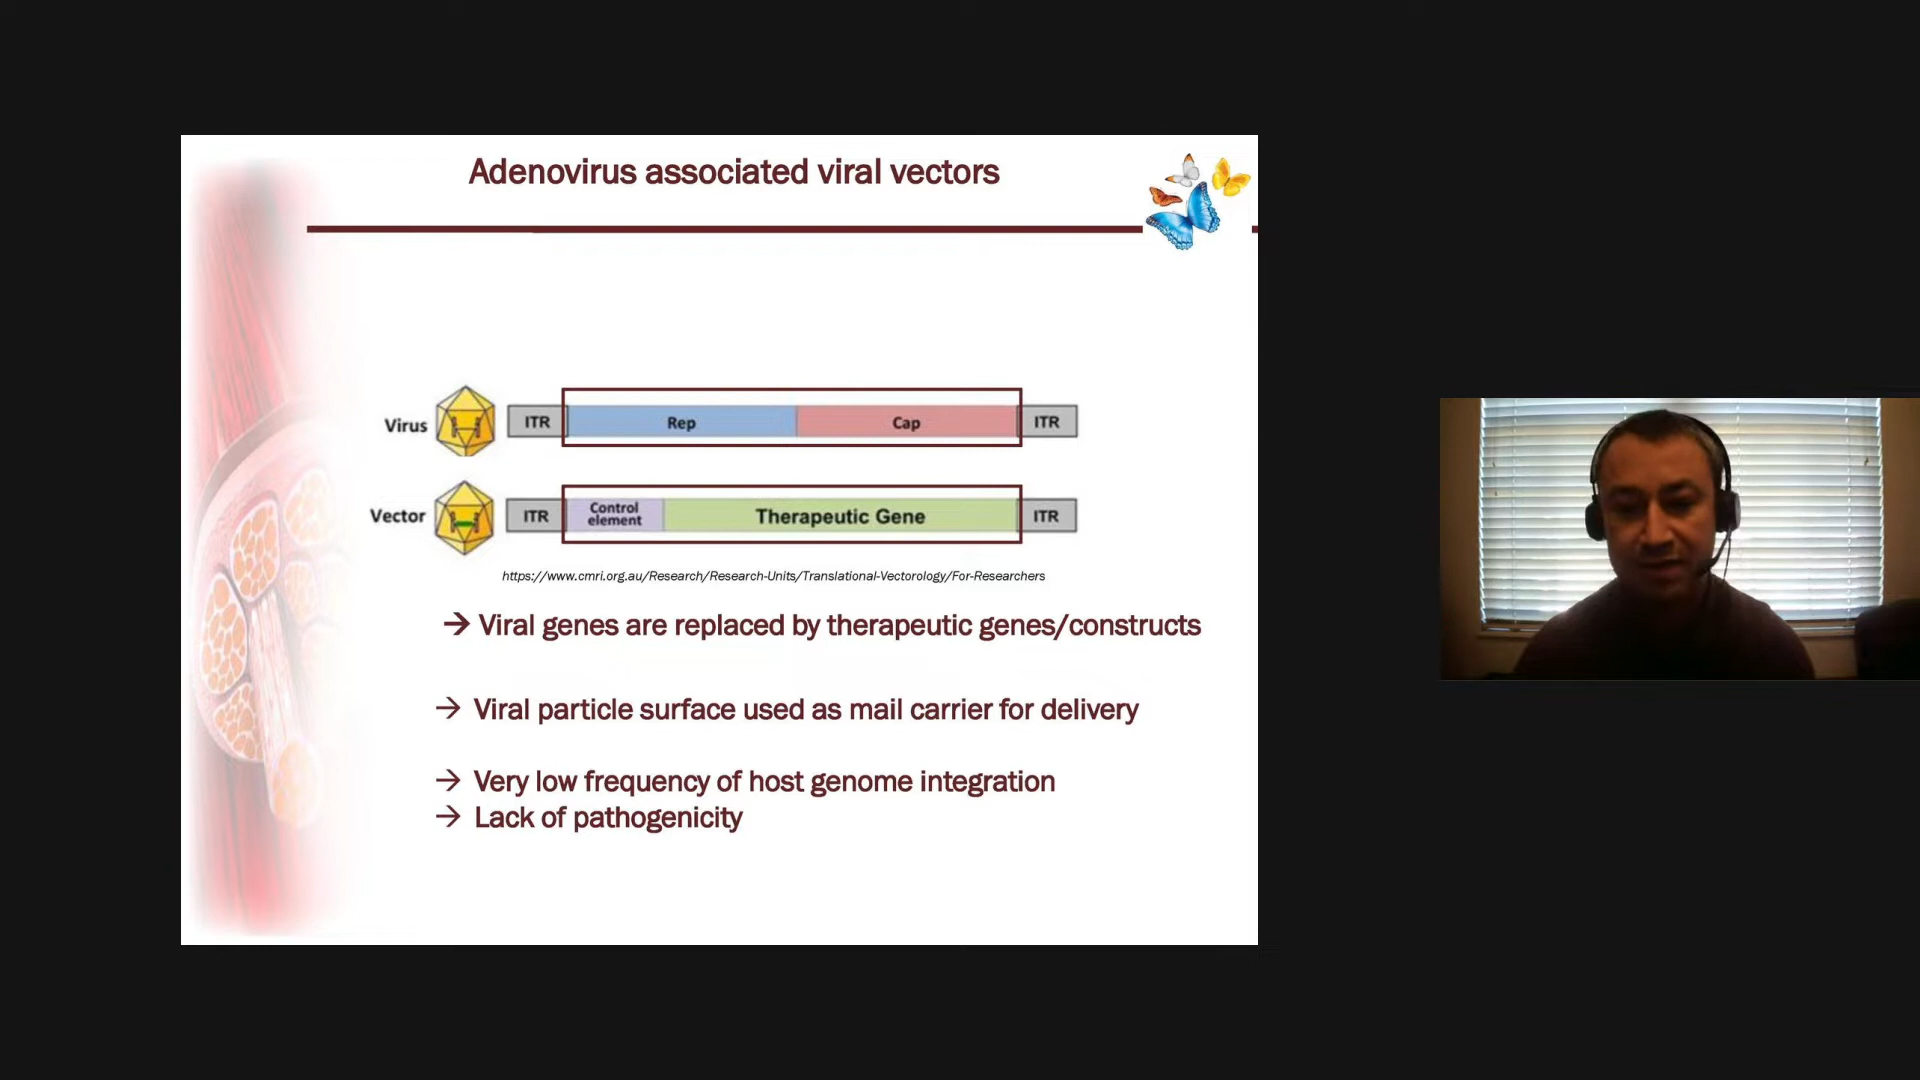 Adenovirus associated viral vectors
Virus ITR Rep Cap ITR
Vector ITR Control element Therapeutic Gene ITR
https://www.cmri.org.au/Research/Research-Units/Translational-Vectorology/For-Researchers
→ Viral genes are replaced by therapeutic genes/constructs
→ Viral particle surface used as mail carrier for delivery
→ Very low frequency of host genome integration
→ Lack of pathogenicity